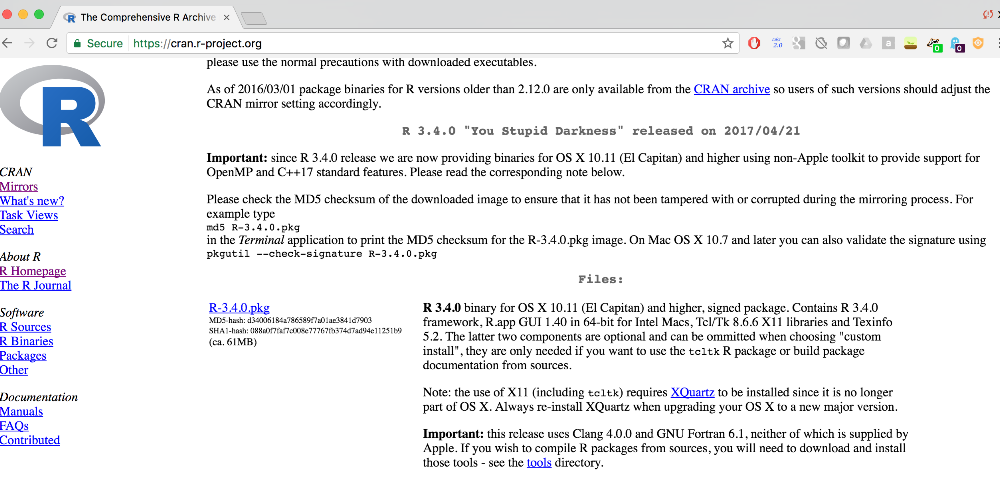 The Comprehensive R Archive
Secure
https://cran.r-project.org
LibX
2.0
a
0
0
R
please use the normal precautions with downloaded executables.
As of 2016/03/01 package binaries for R versions older than 2.12.0 are only available from the CRAN archive so users of such versions should adjust the
CRAN mirror setting accordingly.
R 3.4.0 "You Stupid Darkness" released on 2017/04/21
Important: since R 3.4.0 release we are now providing binaries for OS X 10.11 (El Capitan) and higher using non-Apple toolkit to provide support for
OpenMP and C++17 standard features. Please read the corresponding note below.
Please check the MD5 checksum of the downloaded image to ensure that it has not been tampered with or corrupted during the mirroring process. For
example type
md5 R-3.4.0.pkg
in the Terminal application to print the MD5 checksum for the R-3.4.0.pkg image. On Mac OS X 10.7 and later you can also validate the signature using
pkgutil --check-signature R-3.4.0.pkg
CRAN
Mirrors
What's new?
Task Views
Search
About R
R Homepage
The R Journal
Software
R Sources
R Binaries
Packages
Other
Documentation
Manuals
FAQs
Contributed
Files:
R-3.4.0.pkg
MD5-hash: d34006184a786589f7a01ae3841d7903
SHA1-hash: 088a0f7faf7c008e77767fb374d7ad94e11251b9
(ca. 61MB)
R 3.4.0 binary for OS X 10.11 (El Capitan) and higher, signed package. Contains R 3.4.0
framework, R.app GUI 1.40 in 64-bit for Intel Macs, Tcl/Tk 8.6.6 X11 libraries and Texinfo
5.2. The latter two components are optional and can be ommitted when choosing "custom
install", they are only needed if you want to use the tcltk R package or build package
documentation from sources.
Note: the use of X11 (including tcltk) requires XQuartz to be installed since it is no longer
part of OS X. Always re-install XQuartz when upgrading your OS X to a new major version.
Important: this release uses Clang 4.0.0 and GNU Fortran 6.1, neither of which is supplied by
Apple. If you wish to compile R packages from sources, you will need to download and install
those tools - see the tools directory.